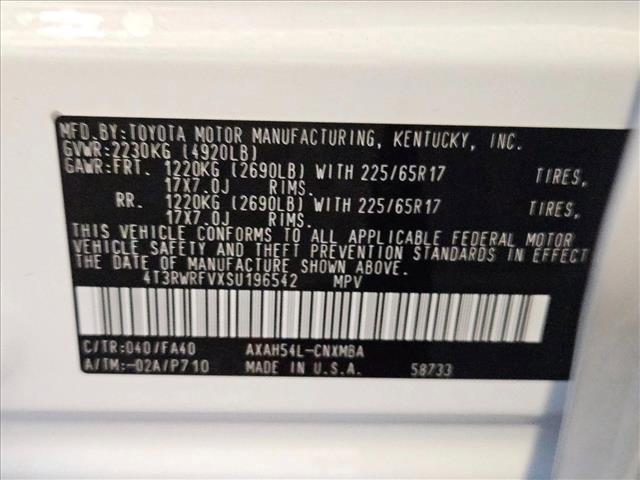 MFD.BY:TOYOTA MOTOR MANUFACTURING, KENTUCKY, INC.
GVWR:2230KG (4920LB)
GAWR:FRT. 1220KG (2690LB) WITH 225/65R17 TIRES,
17X7.0J RIMS.
RR. 1220KG (2690LB) WITH 225/65R17 TIRES,
17X7.0J RIMS.
THIS VEHICLE CONFORMS TO ALL APPLICABLE FEDERAL MOTOR
VEHICLE SAFETY AND THEFT PREVENTION STANDARDS IN EFFECT
THE DATE OF MANUFACTURE SHOWN ABOVE.
4T3RWRFVXSU196542 MPV
C/TR:040/FA40 AXAH54L-CNXMBA
A/TM:-02A/P710 MADE IN U.S.A. 58733